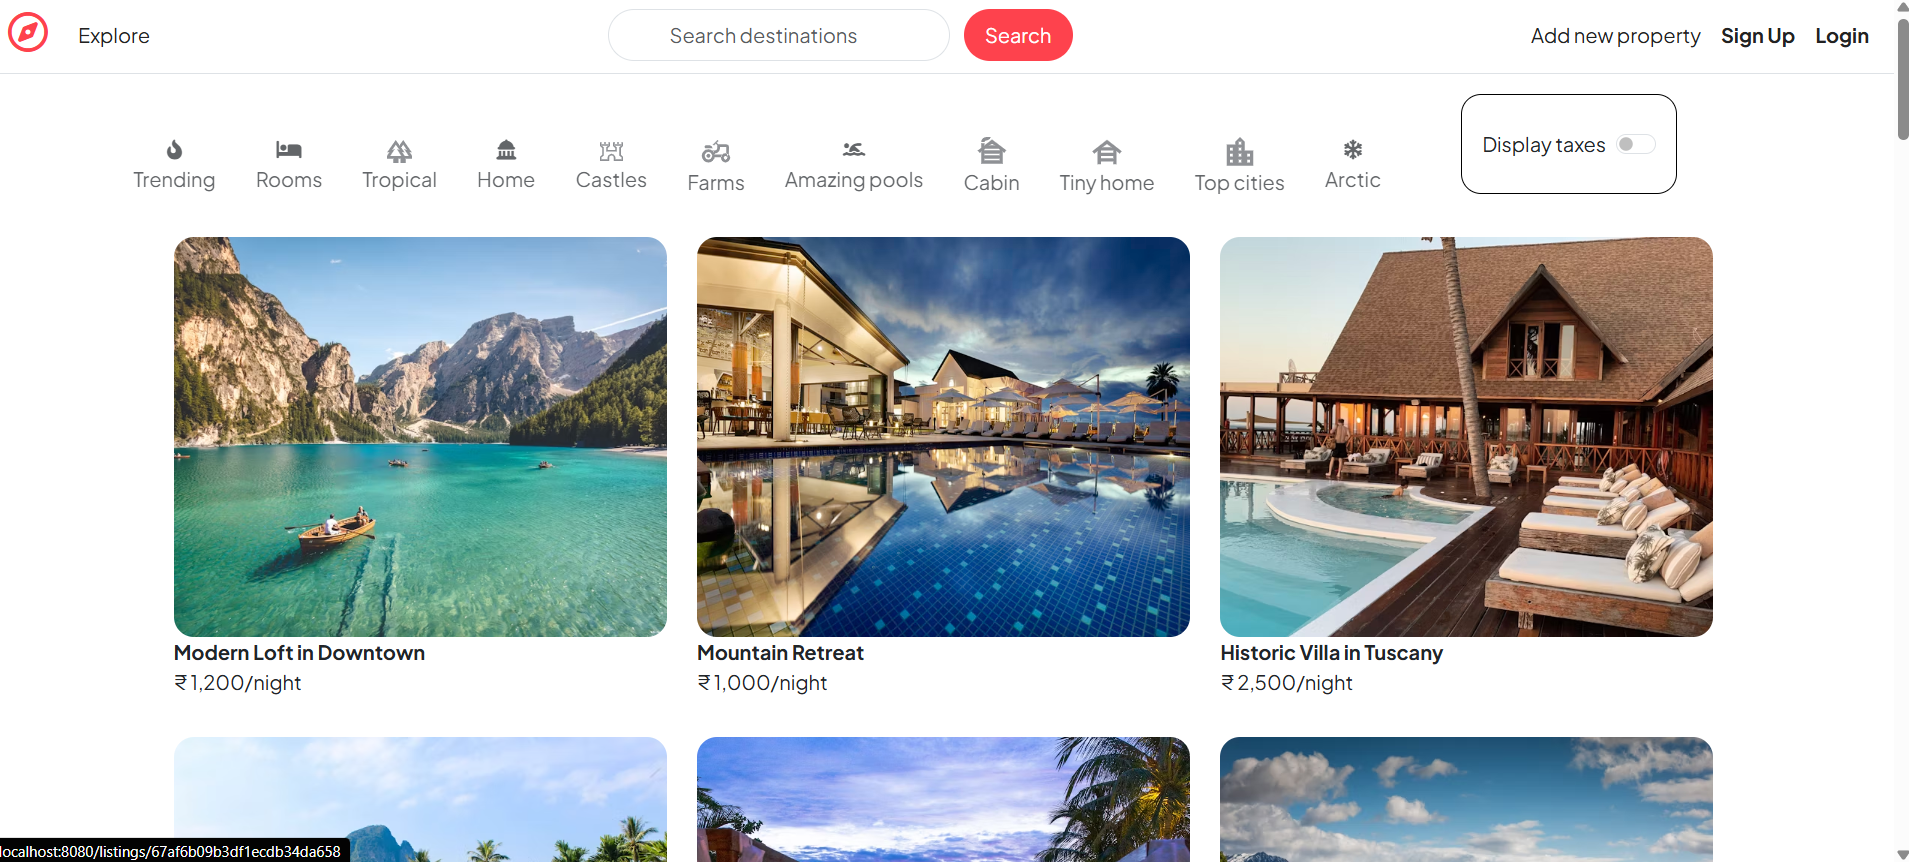 Explore
Search destinations
Search
Add new property
Sign Up
Login
Trending
Rooms
Tropical
Home
Castles
Farms
Amazing pools
Cabin
Tiny home
Top cities
Arctic
Display taxes
Modern Loft in Downtown
₹ 1,200/night
Mountain Retreat
₹ 1,000/night
Historic Villa in Tuscany
₹ 2,500/night
localhost:8080/listings/67af6b09b3df1ecdb34da658